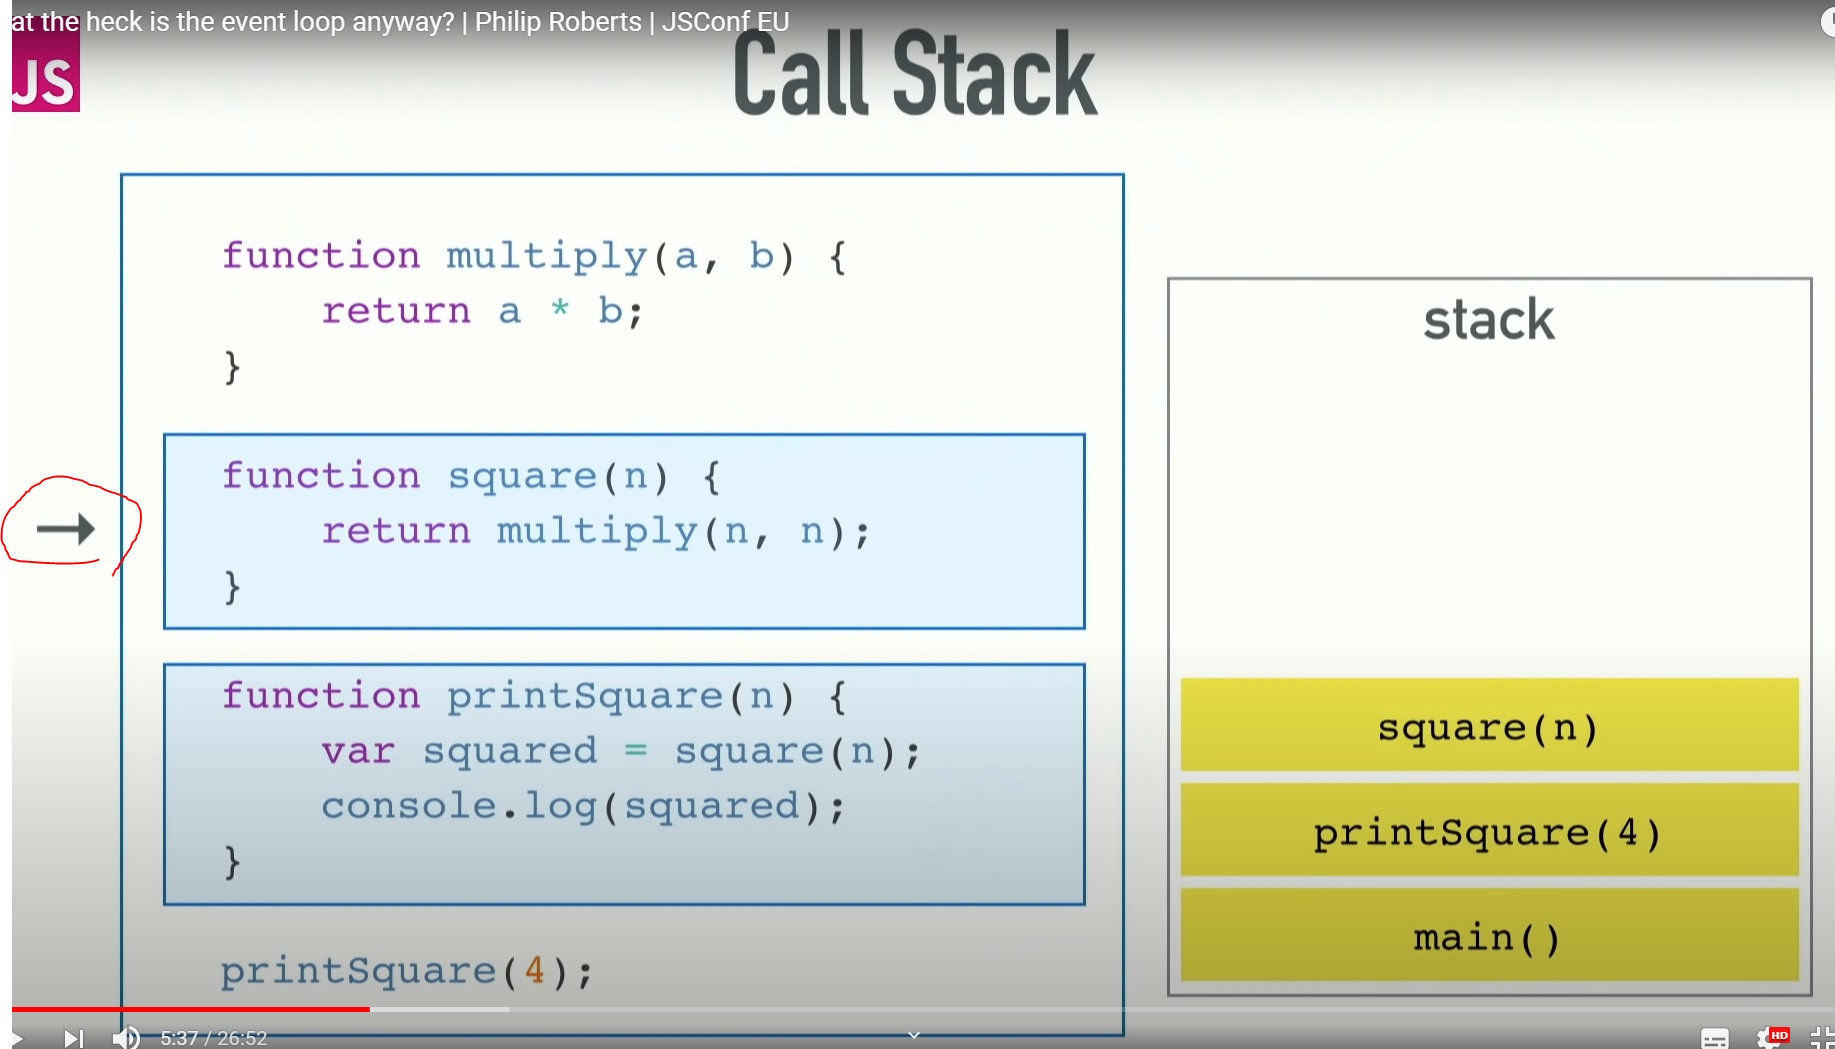 at the heck is the event loop anyway? | Philip Roberts | JSConf EU
JS
Call Stack
function multiply(a, b) {
    return a * b;
}
function square(n) {
    return multiply(n, n);
}
function printSquare(n) {
    var squared = square(n);
    console.log(squared);
}
printSquare(4);
stack
square(n)
printSquare(4)
main()
5:37 / 26:52
HD